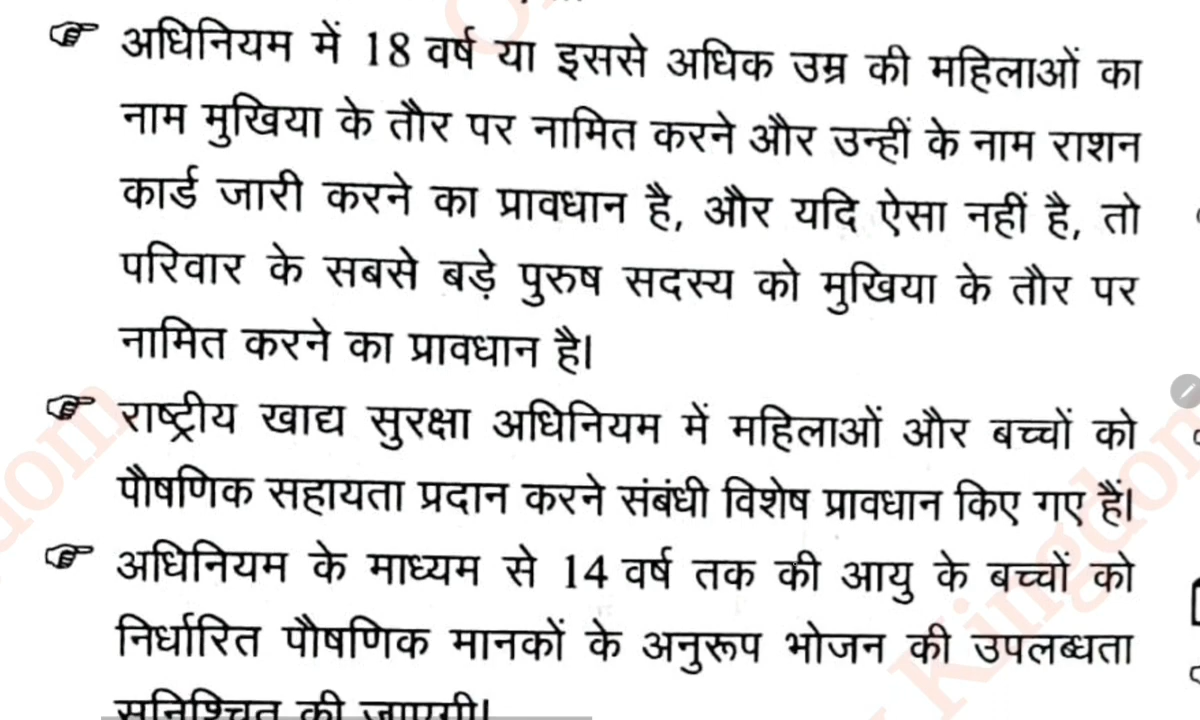 ☞ अधिनियम में 18 वर्ष या इससे अधिक उम्र की महिलाओं का
नाम मुखिया के तौर पर नामित करने और उन्हीं के नाम राशन
कार्ड जारी करने का प्रावधान है, और यदि ऐसा नहीं है, तो
परिवार के सबसे बड़े पुरुष सदस्य को मुखिया के तौर पर
नामित करने का प्रावधान है।
☞ राष्ट्रीय खाद्य सुरक्षा अधिनियम में महिलाओं और बच्चों को
पौषणिक सहायता प्रदान करने संबंधी विशेष प्रावधान किए गए हैं।
☞ अधिनियम के माध्यम से 14 वर्ष तक की आयु के बच्चों को
निर्धारित पौषणिक मानकों के अनुरूप भोजन की उपलब्धता
सुनिश्चित की जाएगी।
Kingdom